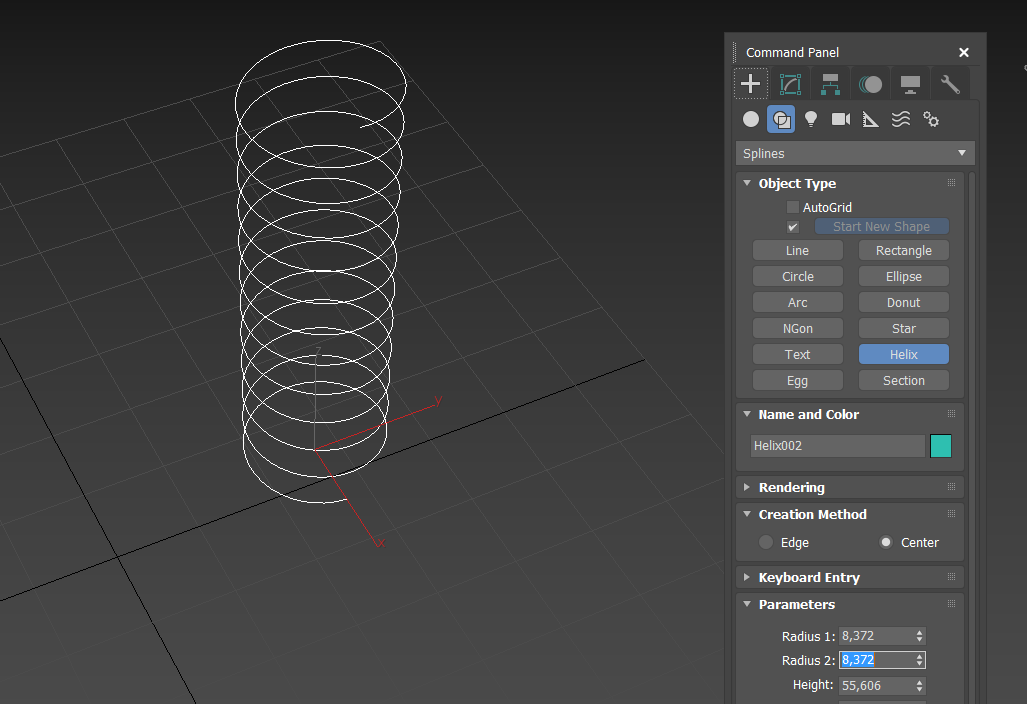 Command Panel
Splines
Object Type
AutoGrid
Start New Shape
Line Rectangle
Circle Ellipse
Arc Donut
NGon Star
Text Helix
Egg Section
Name and Color
Helix002
Rendering
Creation Method
Edge Center
Keyboard Entry
Parameters
Radius 1: 8,372
Radius 2: 8,372
Height: 55,606
z
y
x